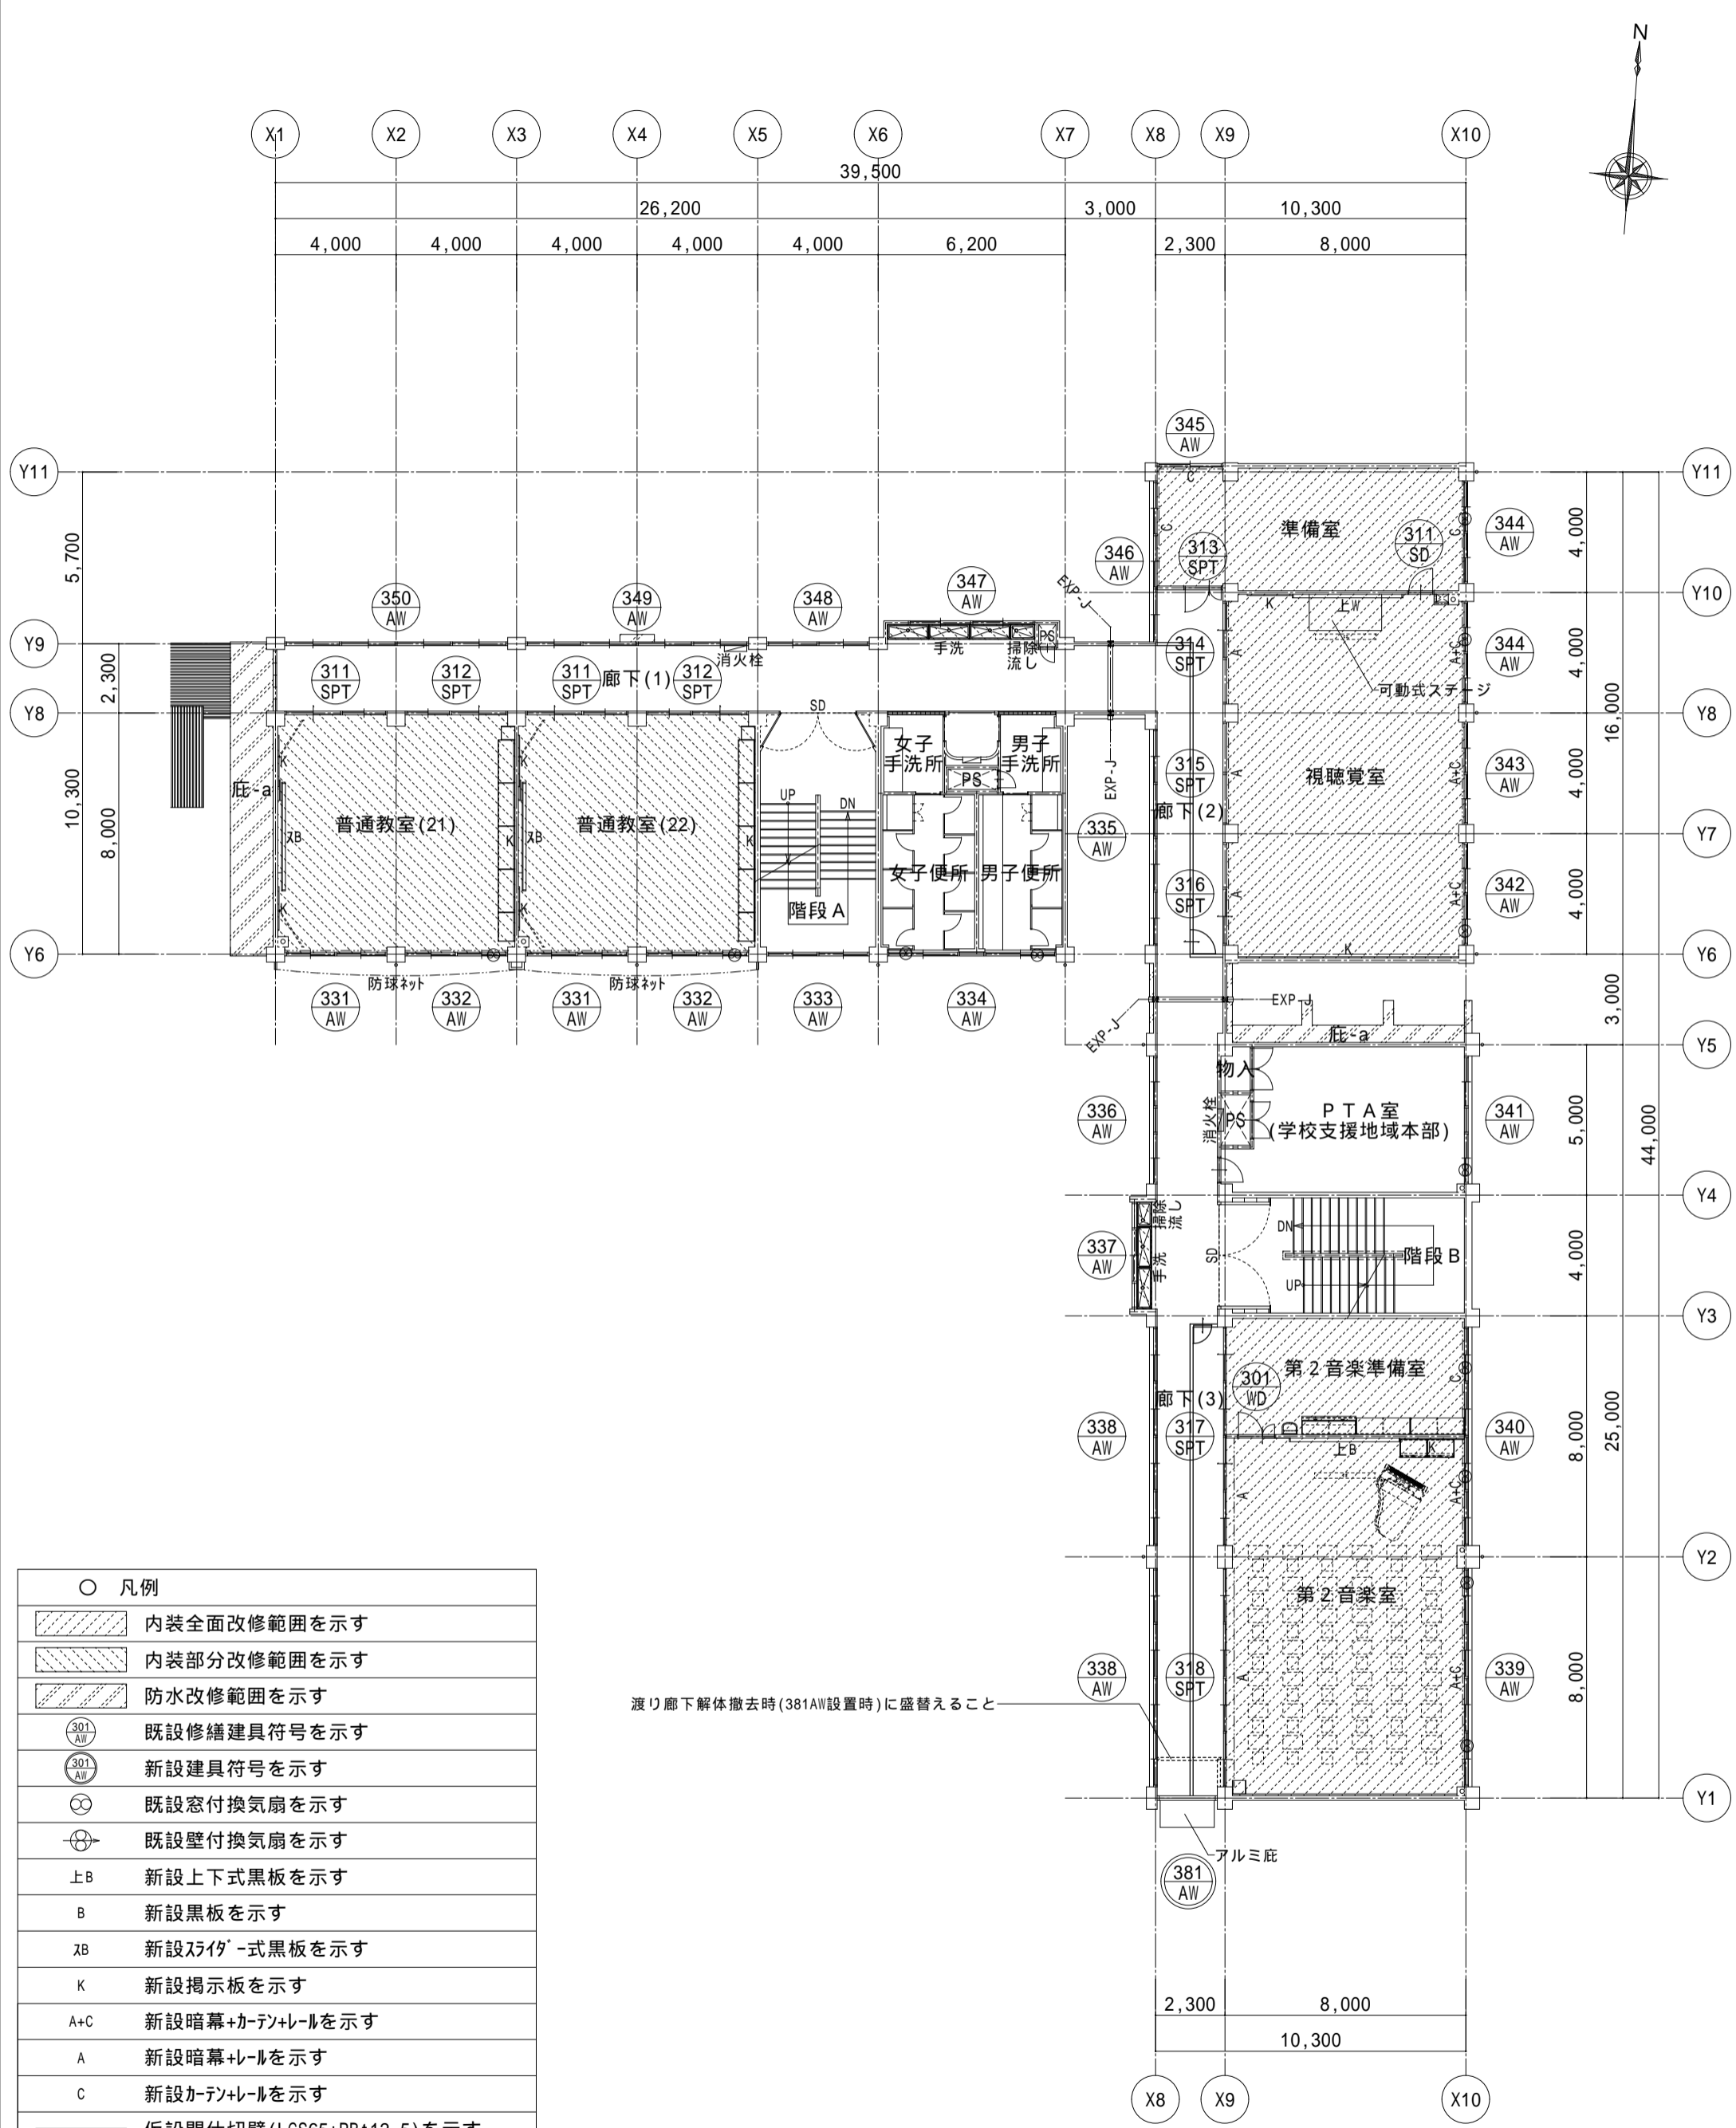 N
X1 X2 X3 X4 X5 X6 X7 X8 X9 X10
39,500
26,200 3,000 10,300
4,000 4,000 4,000 4,000 4,000 6,200 2,300 8,000
345
AW
Y11 Y11
C
準備室
C
C
313
SPT
311
SD
344
AW
4,000
5,700
346
AW
EXP-J
350
AW
349
AW
348
AW
347
AW
Y10
K
上W
Y9
PS
手洗
掃除
流し
消火栓
311
SPT
312
SPT
311
SPT
廊下(1)
312
SPT
314
SPT
A
A+C
344
AW
4,000
2,300
可動式ステージ
16,000
Y8 Y8
SD
女子
手洗所
男子
手洗所
PS
EXP-J
315
SPT
A
視聴覚室
A+C
343
AW
4,000
10,300
8,000
庇-a
K
K
UP
DN
スB
普通教室(21)
K
スB
普通教室(22)
K
廊下(2)
335
AW
Y7
女子便所
男子便所
316
SPT
A
A+C
342
AW
4,000
K
K
階段A
K
Y6 Y6
防球ネット
防球ネット
331
AW
332
AW
331
AW
332
AW
333
AW
334
AW
EXP-J
EXP-J
3,000
庇-a
Y5
物入
336
AW
消火栓
PS
PTA室
(学校支援地域本部)
341
AW
5,000
44,000
Y4
掃除
流し
337
AW
手洗
SD
DN
階段B
UP
4,000
Y3
第2音楽準備室
C
301
WD
廊下(3)
338
AW
317
SPT
340
AW
8,000
25,000
上B
K
A
A+C
Y2
第2音楽室
338
AW
318
SPT
A
A+C
339
AW
8,000
渡り廊下解体撤去時(381AW設置時)に盛替えること
Y1
アルミ庇
381
AW
2,300 8,000
10,300
X8 X9 X10
○ 凡例
内装全面改修範囲を示す
内装部分改修範囲を示す
防水改修範囲を示す
301
AW
既設修繕建具符号を示す
301
AW
新設建具符号を示す
既設窓付換気扇を示す
既設壁付換気扇を示す
上B 新設上下式黒板を示す
B 新設黒板を示す
スB 新設スライダー式黒板を示す
K 新設掲示板を示す
A+C 新設暗幕+カーテン+レールを示す
A 新設暗幕+レールを示す
C 新設カーテン+レールを示す